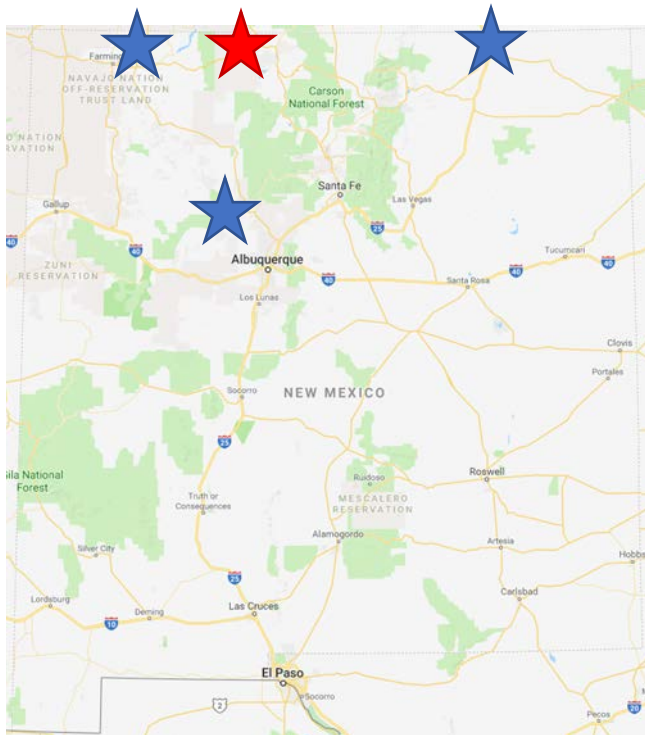 Farming
NAVAJO NATION
OFF-RESERVATION
TRUST LAND
Carson
National Forest
O NATION
RVATION
Santa Fe
Gallup
Las Vegas
25
40
40
ZUNI
RESERVATION
Albuquerque
40
Tucumcari
40
40
Santa Rosa
Los Lunas
Clovis
Portales
Socorro
NEW MEXICO
25
Gila National
Forest
Roswell
Ruidoso
MESCALERO
RESERVATION
Truth or
Consequences
Alamogordo
Artesia
Silver City
Hobbs
25
Carlsbad
Lordsburg
Las Cruces
Deming
10
El Paso
Socorro
2
20
Pecos